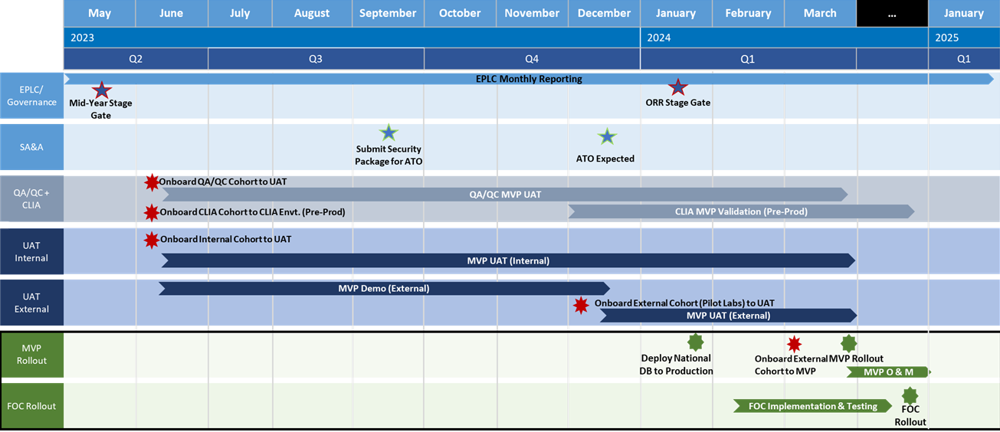 May June July August September October November December January February March ... January
2023 2024 2025
Q2 Q3 Q4 Q1 Q1
EPLC/
Governance
EPLC Monthly Reporting
Mid-Year Stage
Gate
ORR Stage Gate
SA&A
Submit Security
Package for ATO
ATO Expected
QA/QC +
CLIA
Onboard QA/QC Cohort to UAT
QA/QC MVP UAT
Onboard CLIA Cohort to CLIA Envt. (Pre-Prod)
CLIA MVP Validation (Pre-Prod)
UAT
Internal
Onboard Internal Cohort to UAT
MVP UAT (Internal)
UAT
External
MVP Demo (External)
Onboard External Cohort (Pilot Labs) to UAT
MVP UAT (External)
MVP
Rollout
Deploy National
DB to Production
Onboard External
Cohort to MVP
MVP Rollout
MVP O & M
FOC Rollout
FOC Implementation & Testing
FOC
Rollout